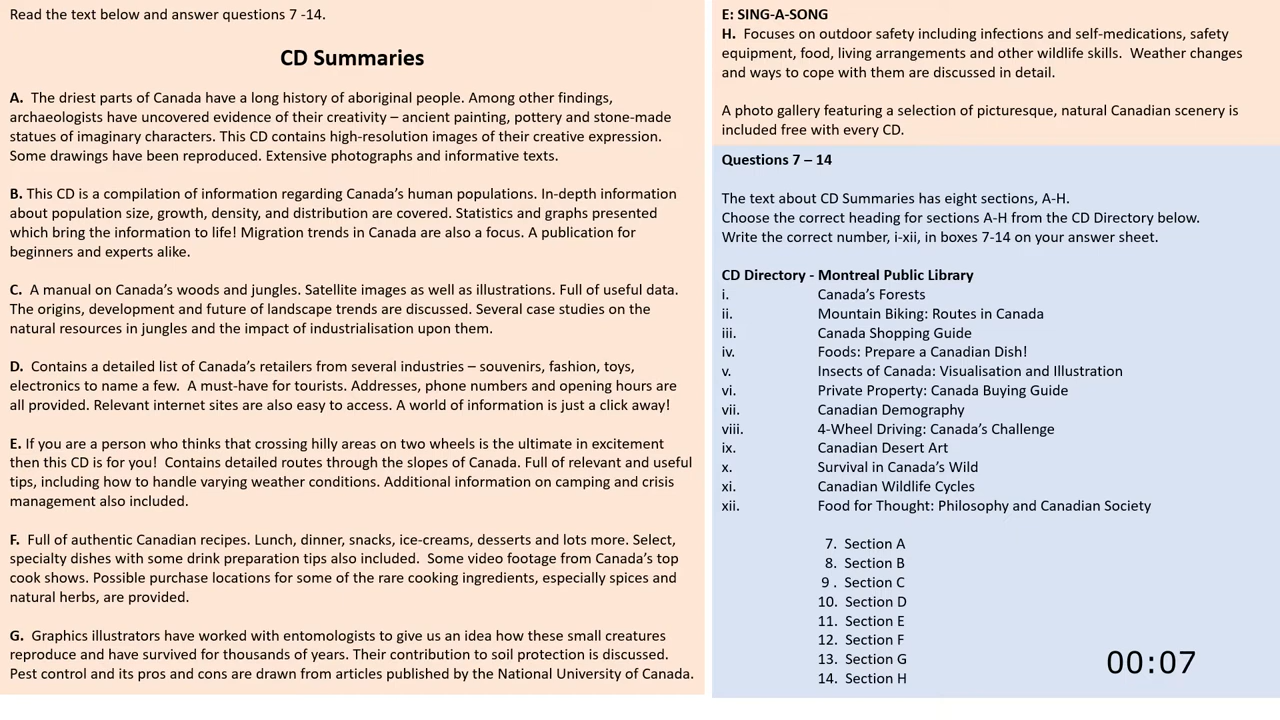 Read the text below and answer questions 7 -14.
CD Summaries
A. The driest parts of Canada have a long history of aboriginal people. Among other findings,
archaeologists have uncovered evidence of their creativity – ancient painting, pottery and stone-made
statues of imaginary characters. This CD contains high-resolution images of their creative expression.
Some drawings have been reproduced. Extensive photographs and informative texts.
B. This CD is a compilation of information regarding Canada's human populations. In-depth information
about population size, growth, density, and distribution are covered. Statistics and graphs presented
which bring the information to life! Migration trends in Canada are also a focus. A publication for
beginners and experts alike.
C. A manual on Canada's woods and jungles. Satellite images as well as illustrations. Full of useful data.
The origins, development and future of landscape trends are discussed. Several case studies on the
natural resources in jungles and the impact of industrialisation upon them.
D. Contains a detailed list of Canada's retailers from several industries – souvenirs, fashion, toys,
electronics to name a few. A must-have for tourists. Addresses, phone numbers and opening hours are
all provided. Relevant internet sites are also easy to access. A world of information is just a click away!
E. If you are a person who thinks that crossing hilly areas on two wheels is the ultimate in excitement
then this CD is for you! Contains detailed routes through the slopes of Canada. Full of relevant and useful
tips, including how to handle varying weather conditions. Additional information on camping and crisis
management also included.
F. Full of authentic Canadian recipes. Lunch, dinner, snacks, ice-creams, desserts and lots more. Select,
specialty dishes with some drink preparation tips also included. Some video footage from Canada's top
cook shows. Possible purchase locations for some of the rare cooking ingredients, especially spices and
natural herbs, are provided.
G. Graphics illustrators have worked with entomologists to give us an idea how these small creatures
reproduce and have survived for thousands of years. Their contribution to soil protection is discussed.
Pest control and its pros and cons are drawn from articles published by the National University of Canada.
E: SING-A-SONG
H. Focuses on outdoor safety including infections and self-medications, safety
equipment, food, living arrangements and other wildlife skills. Weather changes
and ways to cope with them are discussed in detail.
A photo gallery featuring a selection of picturesque, natural Canadian scenery is
included free with every CD.
Questions 7 – 14
The text about CD Summaries has eight sections, A-H.
Choose the correct heading for sections A-H from the CD Directory below.
Write the correct number, i-xii, in boxes 7-14 on your answer sheet.
CD Directory - Montreal Public Library
i. Canada's Forests
ii. Mountain Biking: Routes in Canada
iii. Canada Shopping Guide
iv. Foods: Prepare a Canadian Dish!
v. Insects of Canada: Visualisation and Illustration
vi. Private Property: Canada Buying Guide
vii. Canadian Demography
viii. 4-Wheel Driving: Canada's Challenge
ix. Canadian Desert Art
x. Survival in Canada's Wild
xi. Canadian Wildlife Cycles
xii. Food for Thought: Philosophy and Canadian Society
7. Section A
8. Section B
9 . Section C
10. Section D
11. Section E
12. Section F
13. Section G
14. Section H
00:07